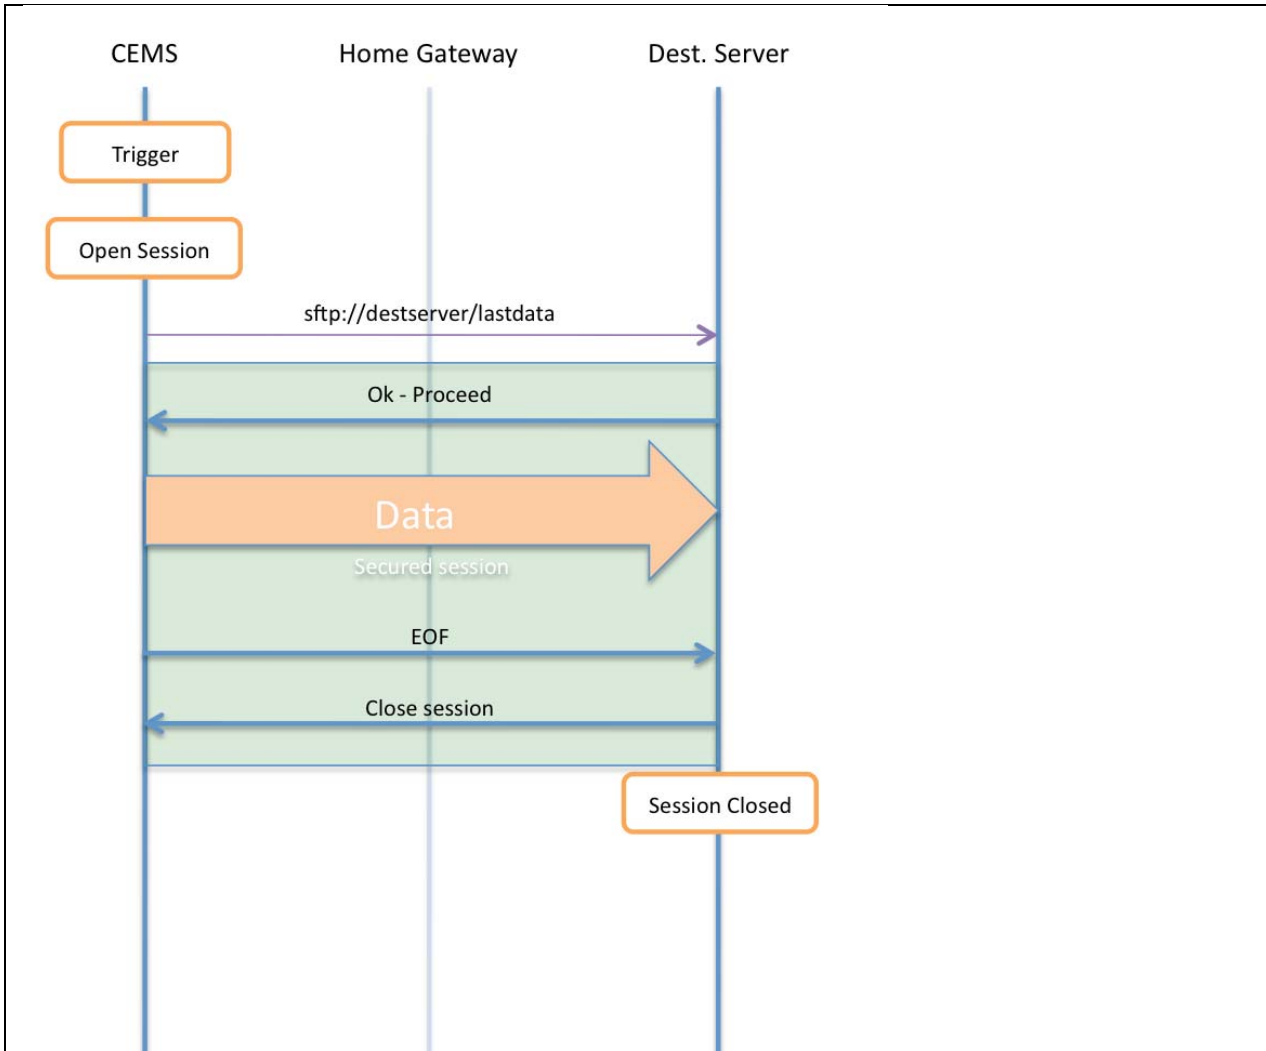 CEMS
Home Gateway
Dest. Server
Trigger
Open Session
sftp://destserver/lastdata
Ok - Proceed
Data
Secured session
EOF
Close session
Session Closed